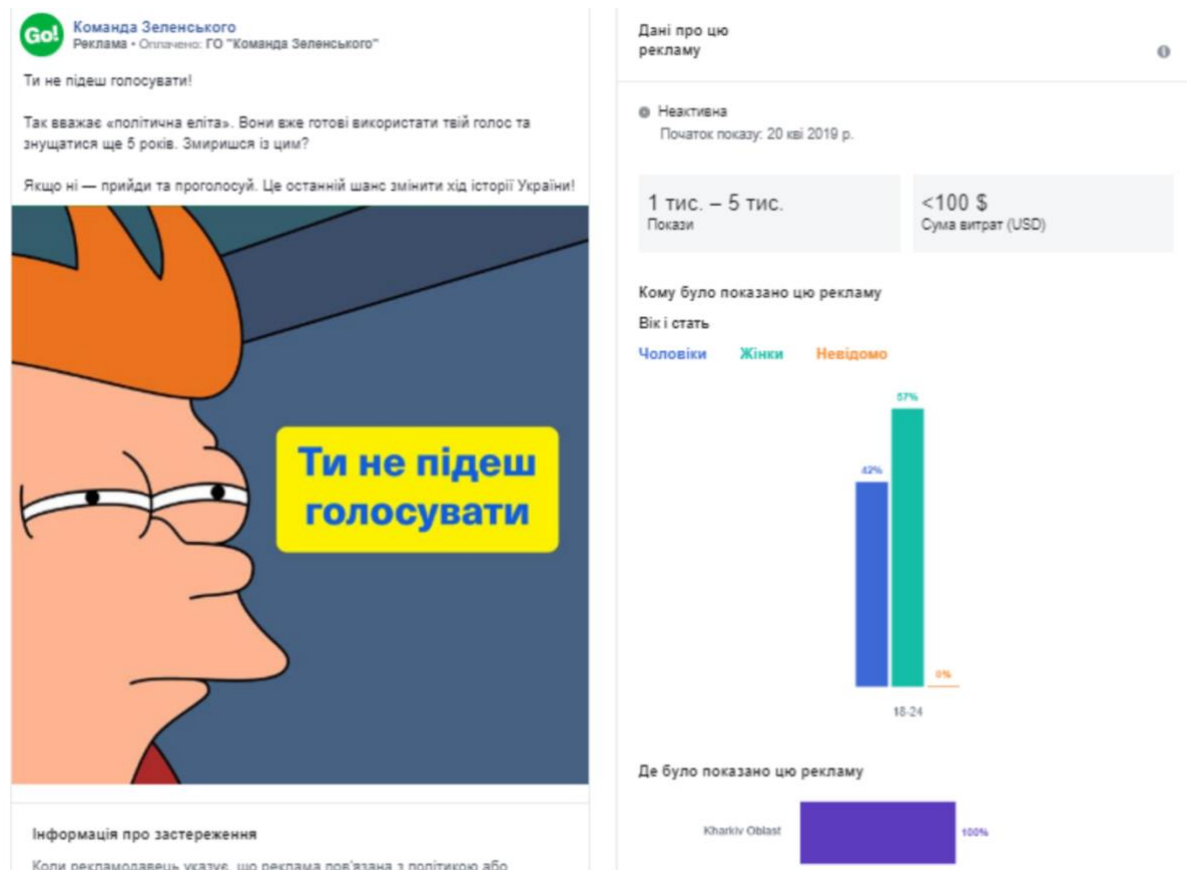 Go!
Команда Зеленського
Реклама • Оплачено: ГО "Команда Зеленського"
Ти не підеш голосувати!
Так вважає «політична еліта». Вони вже готові використати твій голос та
знущатися ще 5 років. Змиришся із цим?
Якщо ні — прийди та проголосуй. Це останній шанс змінити хід історії України!
Ти не підеш
голосувати
Інформація про застереження
Коли рекламодавець указує, що реклама пов'язана з політикою або
Дані про цю
рекламу
Неактивна
Початок показу: 20 кві 2019 р.
1 тис. – 5 тис.
Покази
<100 $
Сума витрат (USD)
Кому було показано цю рекламу
Вік і стать
Чоловіки Жінки Невідомо
57%
42%
0%
18-24
Де було показано цю рекламу
Kharkiv Oblast 100%